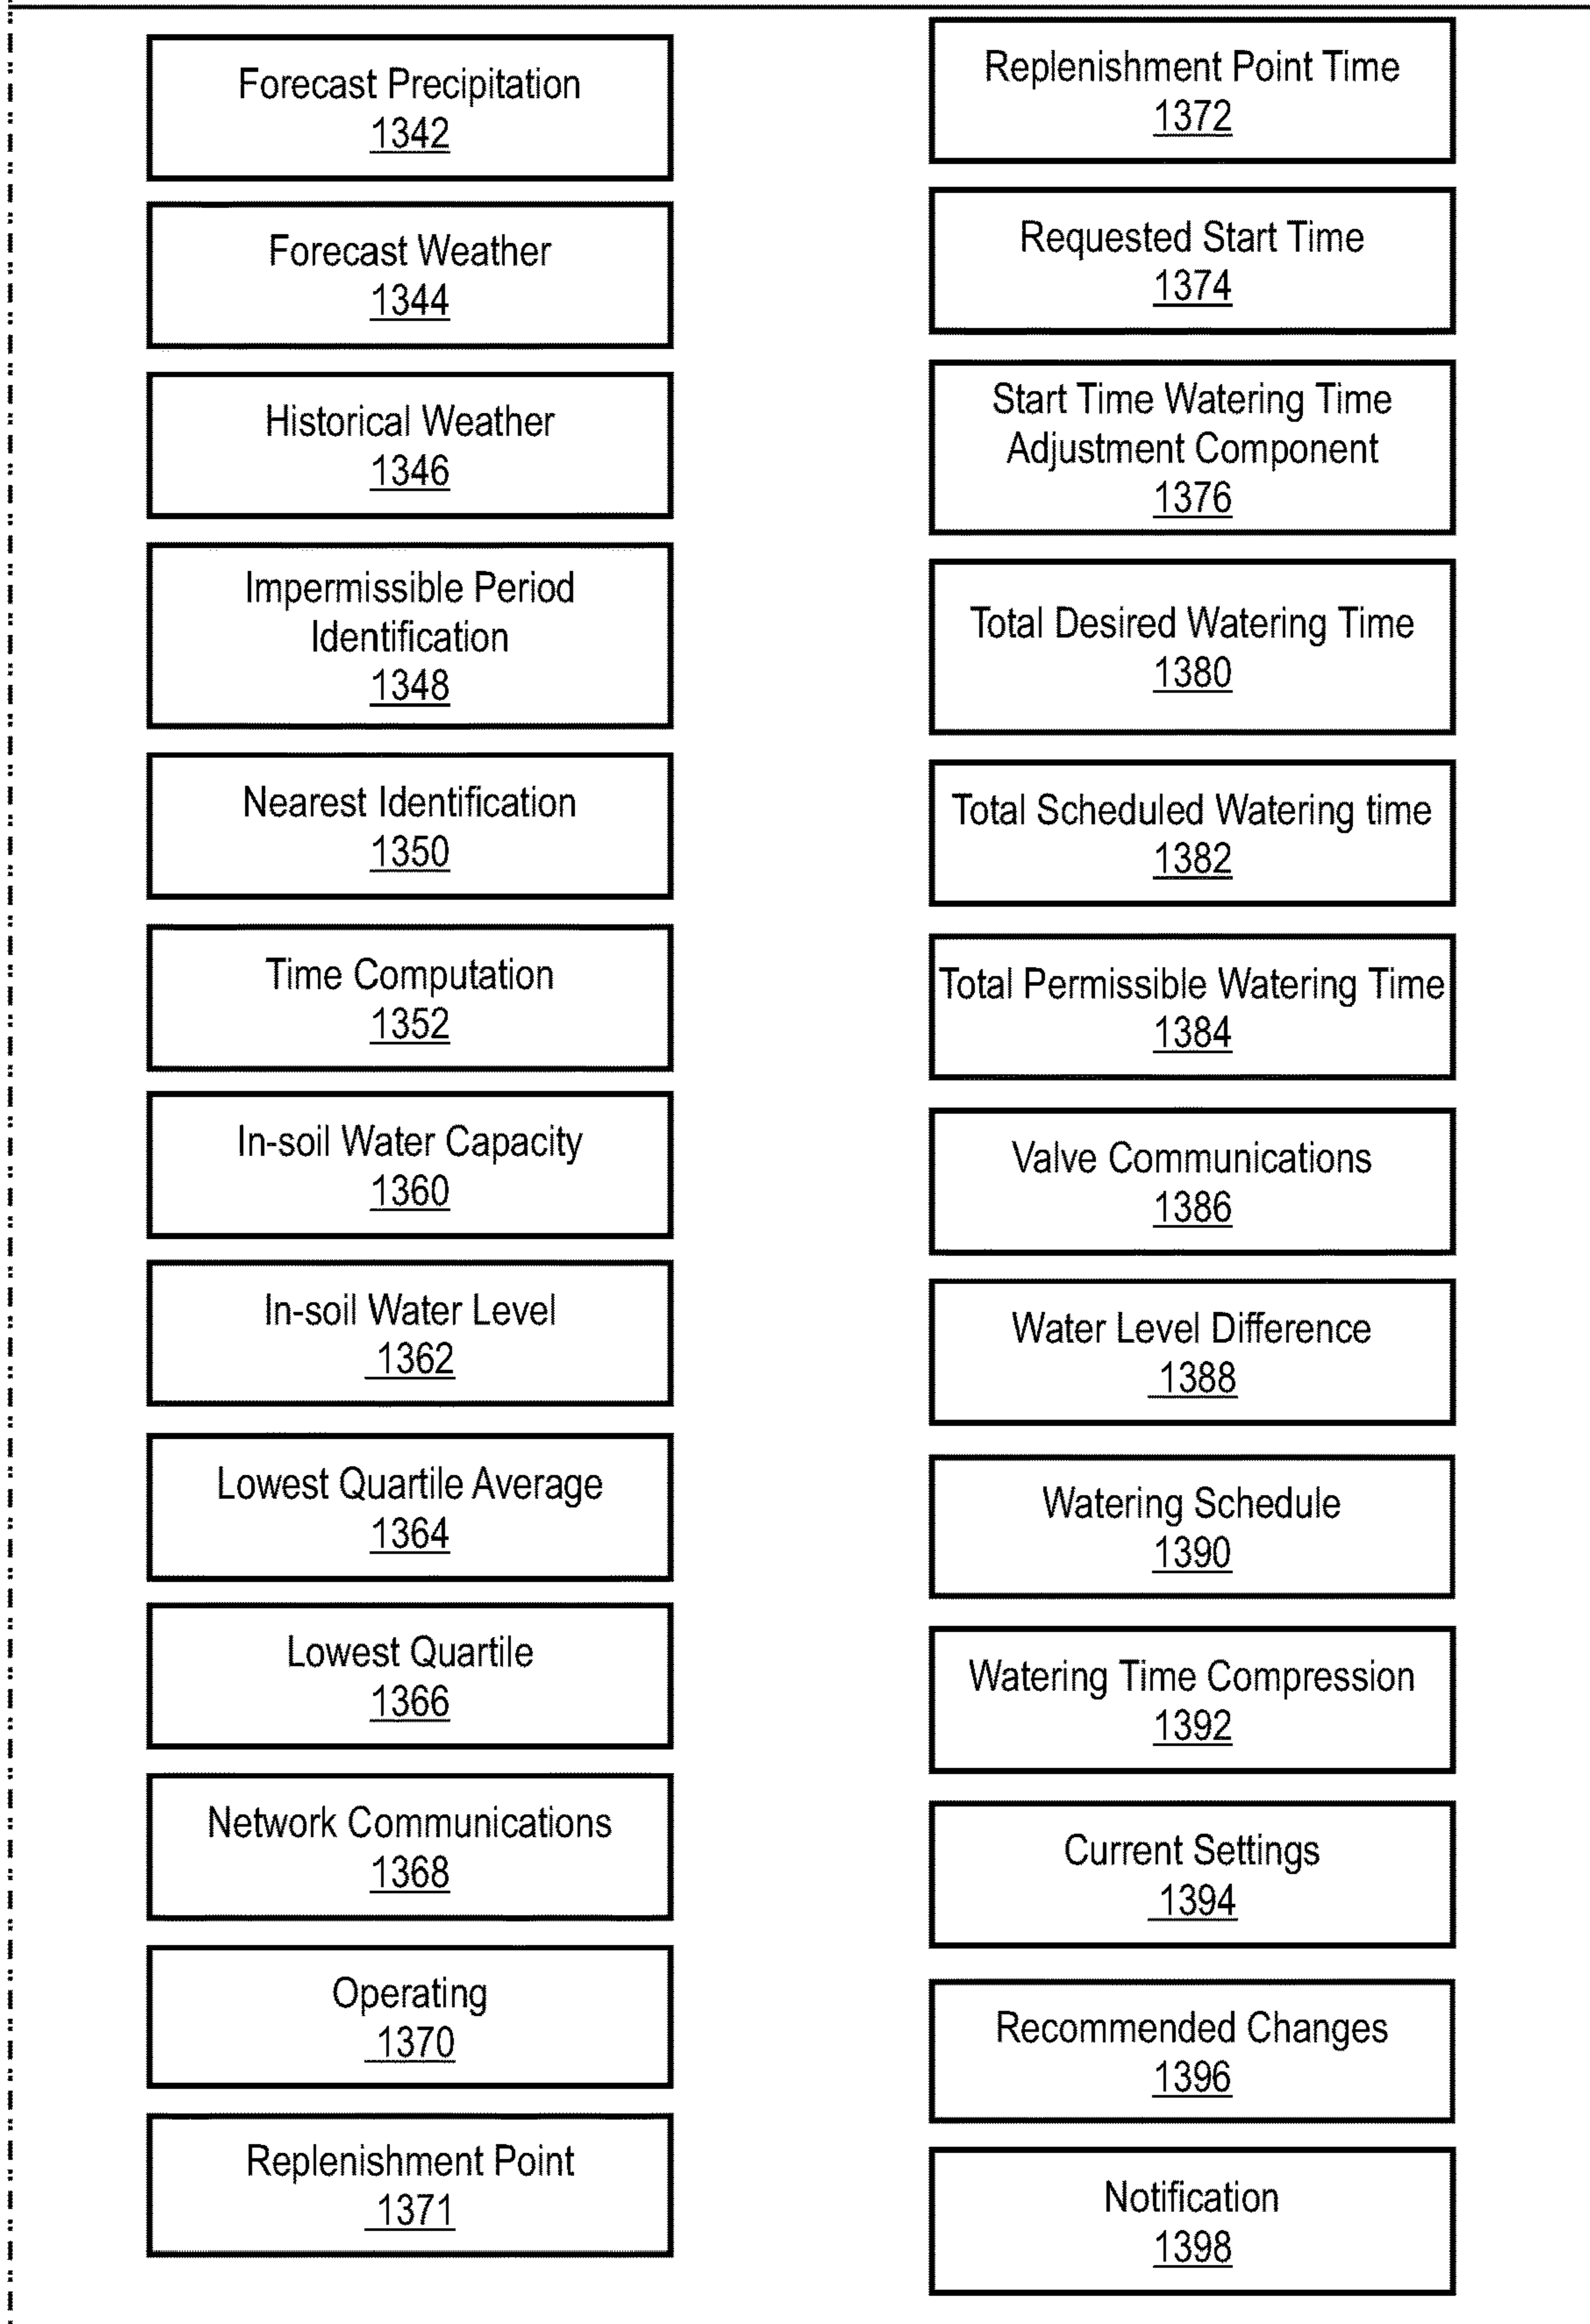 Forecast Precipitation
1342
Forecast Weather
1344
Historical Weather
1346
Impermissible Period
Identification
1348
Nearest Identification
1350
Time Computation
1352
In-soil Water Capacity
1360
In-soil Water Level
1362
Lowest Quartile Average
1364
Lowest Quartile
1366
Network Communications
1368
Operating
1370
Replenishment Point
1371
Replenishment Point Time
1372
Requested Start Time
1374
Start Time Watering Time
Adjustment Component
1376
Total Desired Watering Time
1380
Total Scheduled Watering time
1382
Total Permissible Watering Time
1384
Valve Communications
1386
Water Level Difference
1388
Watering Schedule
1390
Watering Time Compression
1392
Current Settings
1394
Recommended Changes
1396
Notification
1398